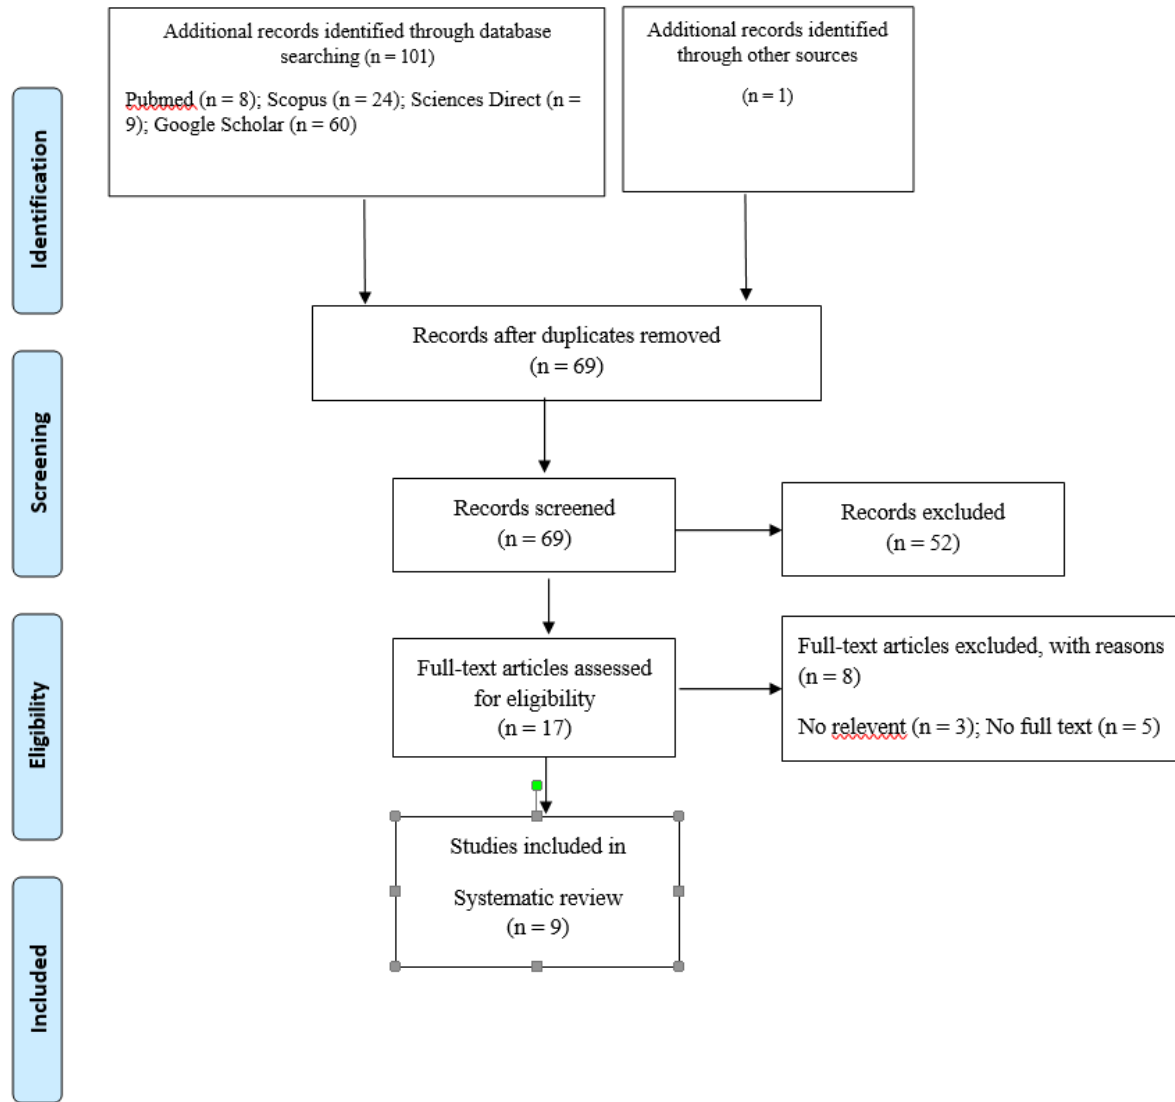 Additional records identified through database
searching (n = 101)
Pubmed (n = 8); Scopus (n = 24); Sciences Direct (n =
9); Google Scholar (n = 60)
Additional records identified
through other sources
(n = 1)
Identification
Records after duplicates removed
(n = 69)
Screening
Records screened
(n = 69)
Records excluded
(n = 52)
Eligibility
Full-text articles assessed
for eligibility
(n = 17)
Full-text articles excluded, with reasons
(n = 8)
No relevent (n = 3); No full text (n = 5)
Included
Studies included in
Systematic review
(n = 9)